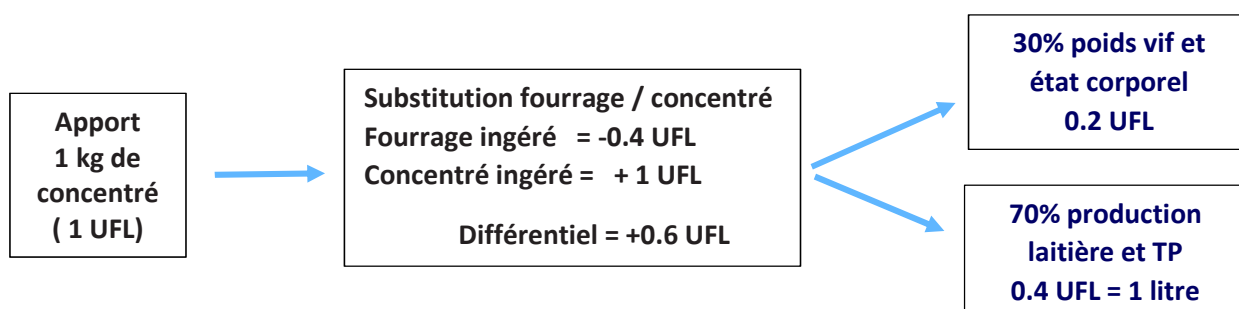 Apport
1 kg de
concentré
( 1 UFL)
Substitution fourrage / concentré
Fourrage ingéré = -0.4 UFL
Concentré ingéré = + 1 UFL
Différentiel = +0.6 UFL
30% poids vif et
état corporel
0.2 UFL
70% production
laitière et TP
0.4 UFL = 1 litre